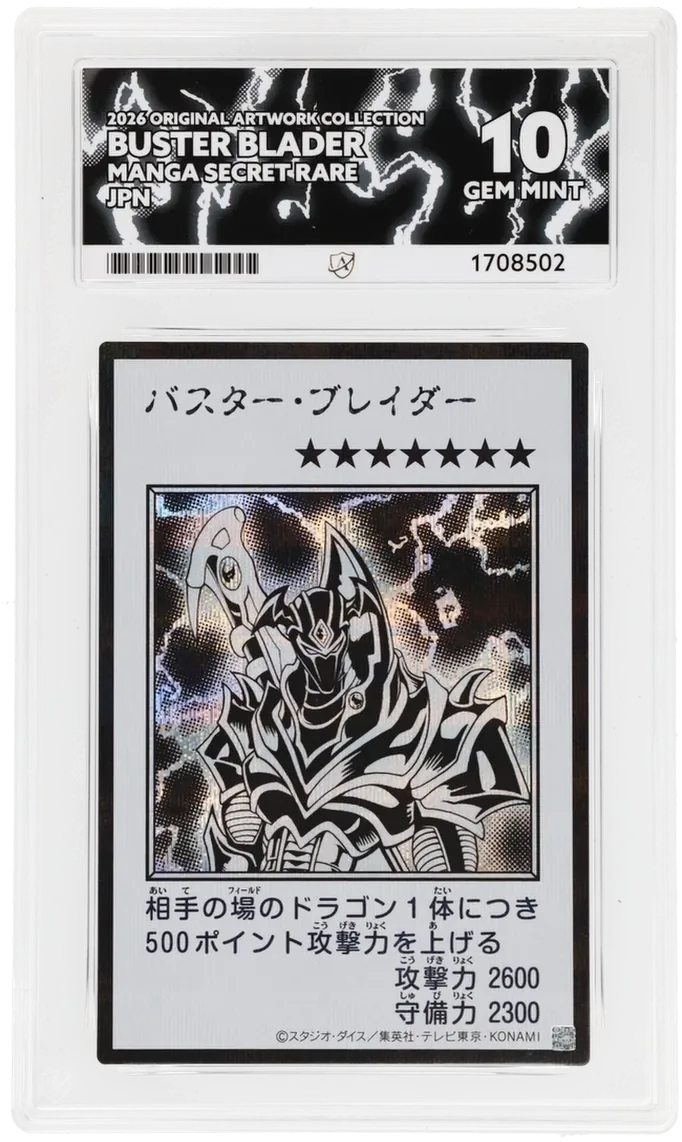 2026 ORIGINAL ARTWORK COLLECTION
BUSTER BLADER
MANGA SECRET RARE
JPN
10
GEM MINT
1708502
バスター・ブレイダー
★★★★★★★
相手の場のドラゴン1体につき
500ポイント攻撃力を上げる
攻撃力 2600
守備力 2300
©スタジオ・ダイス／集英社・テレビ東京・KONAMI